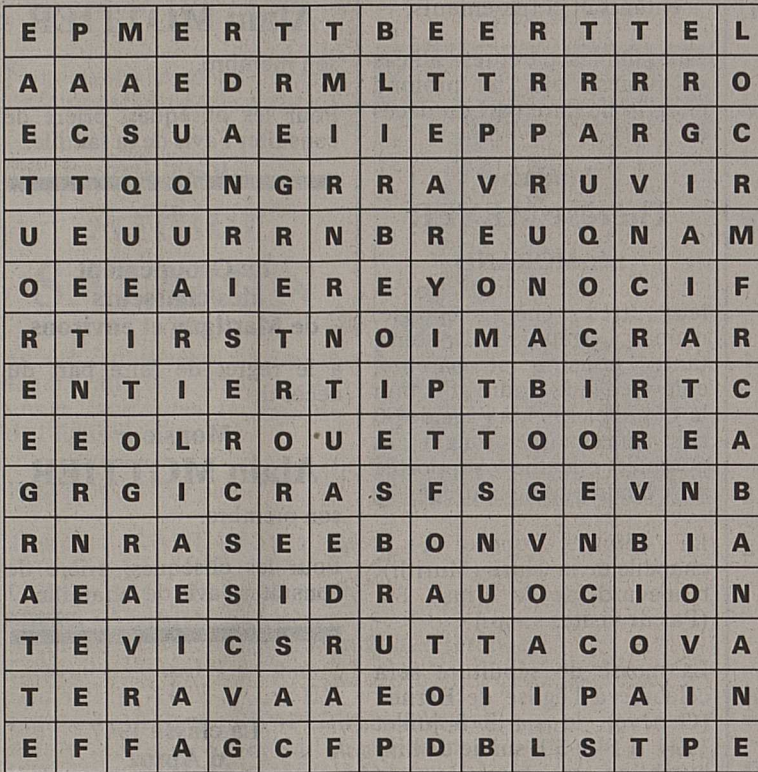 E P M E R T T B E E R T T E L
A A A E D R M L T T R R R R O
E C S U A E I I E P P A R G C
T T Q Q N G R R A V R U V I R
U E U U R R N B R E U Q N A M
O E E A I E R E Y O N O C I F
R T I R S T N O I M A C R A R
E N T I E R T I P T B I R T C
E E O L R O U E T T O O R E A
G R G I C R A S F S G E V N B
R N R A S E E B O N V N B I A
A E A E S I D R A U O C I O N
T E V I C S R U T T A C O V A
T E R A V A A E O I I P A I N
E F F A G C F P D B L S T P E